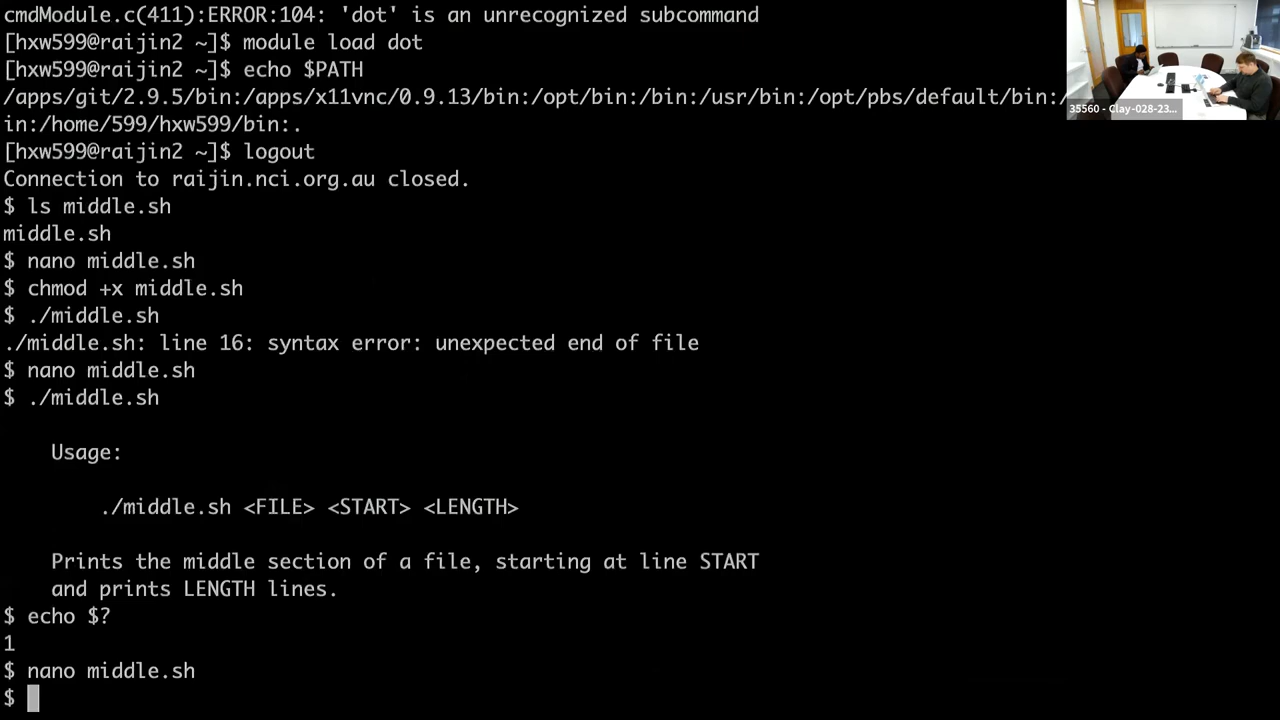 cmdModule.c(411):ERROR:104: 'dot' is an unrecognized subcommand
[hxw599@raijin2 ~]$ module load dot
[hxw599@raijin2 ~]$ echo $PATH
/apps/git/2.9.5/bin:/apps/x11vnc/0.9.13/bin:/opt/bin:/bin:/usr/bin:/opt/pbs/default/bin:/
in:/home/599/hxw599/bin:.
[hxw599@raijin2 ~]$ logout
Connection to raijin.nci.org.au closed.
$ ls middle.sh
middle.sh
$ nano middle.sh
$ chmod +x middle.sh
$ ./middle.sh
./middle.sh: line 16: syntax error: unexpected end of file
$ nano middle.sh
$ ./middle.sh
Usage:
./middle.sh <FILE> <START> <LENGTH>
Prints the middle section of a file, starting at line START
and prints LENGTH lines.
$ echo $?
1
$ nano middle.sh
$
35560 - Clay-028-23...